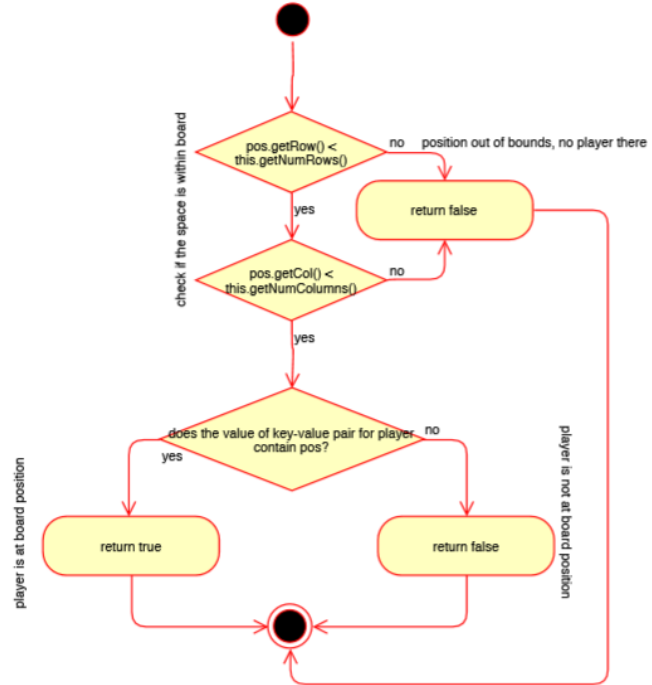 pos.getRow() <
this.getNumRows()
no
position out of bounds, no player there
check if the space is within board
yes
return false
pos.getCol() <
this.getNumColumns()
no
yes
does the value of key-value pair for player
contain pos?
no
yes
player is at board position
player is not at board position
return true
return false